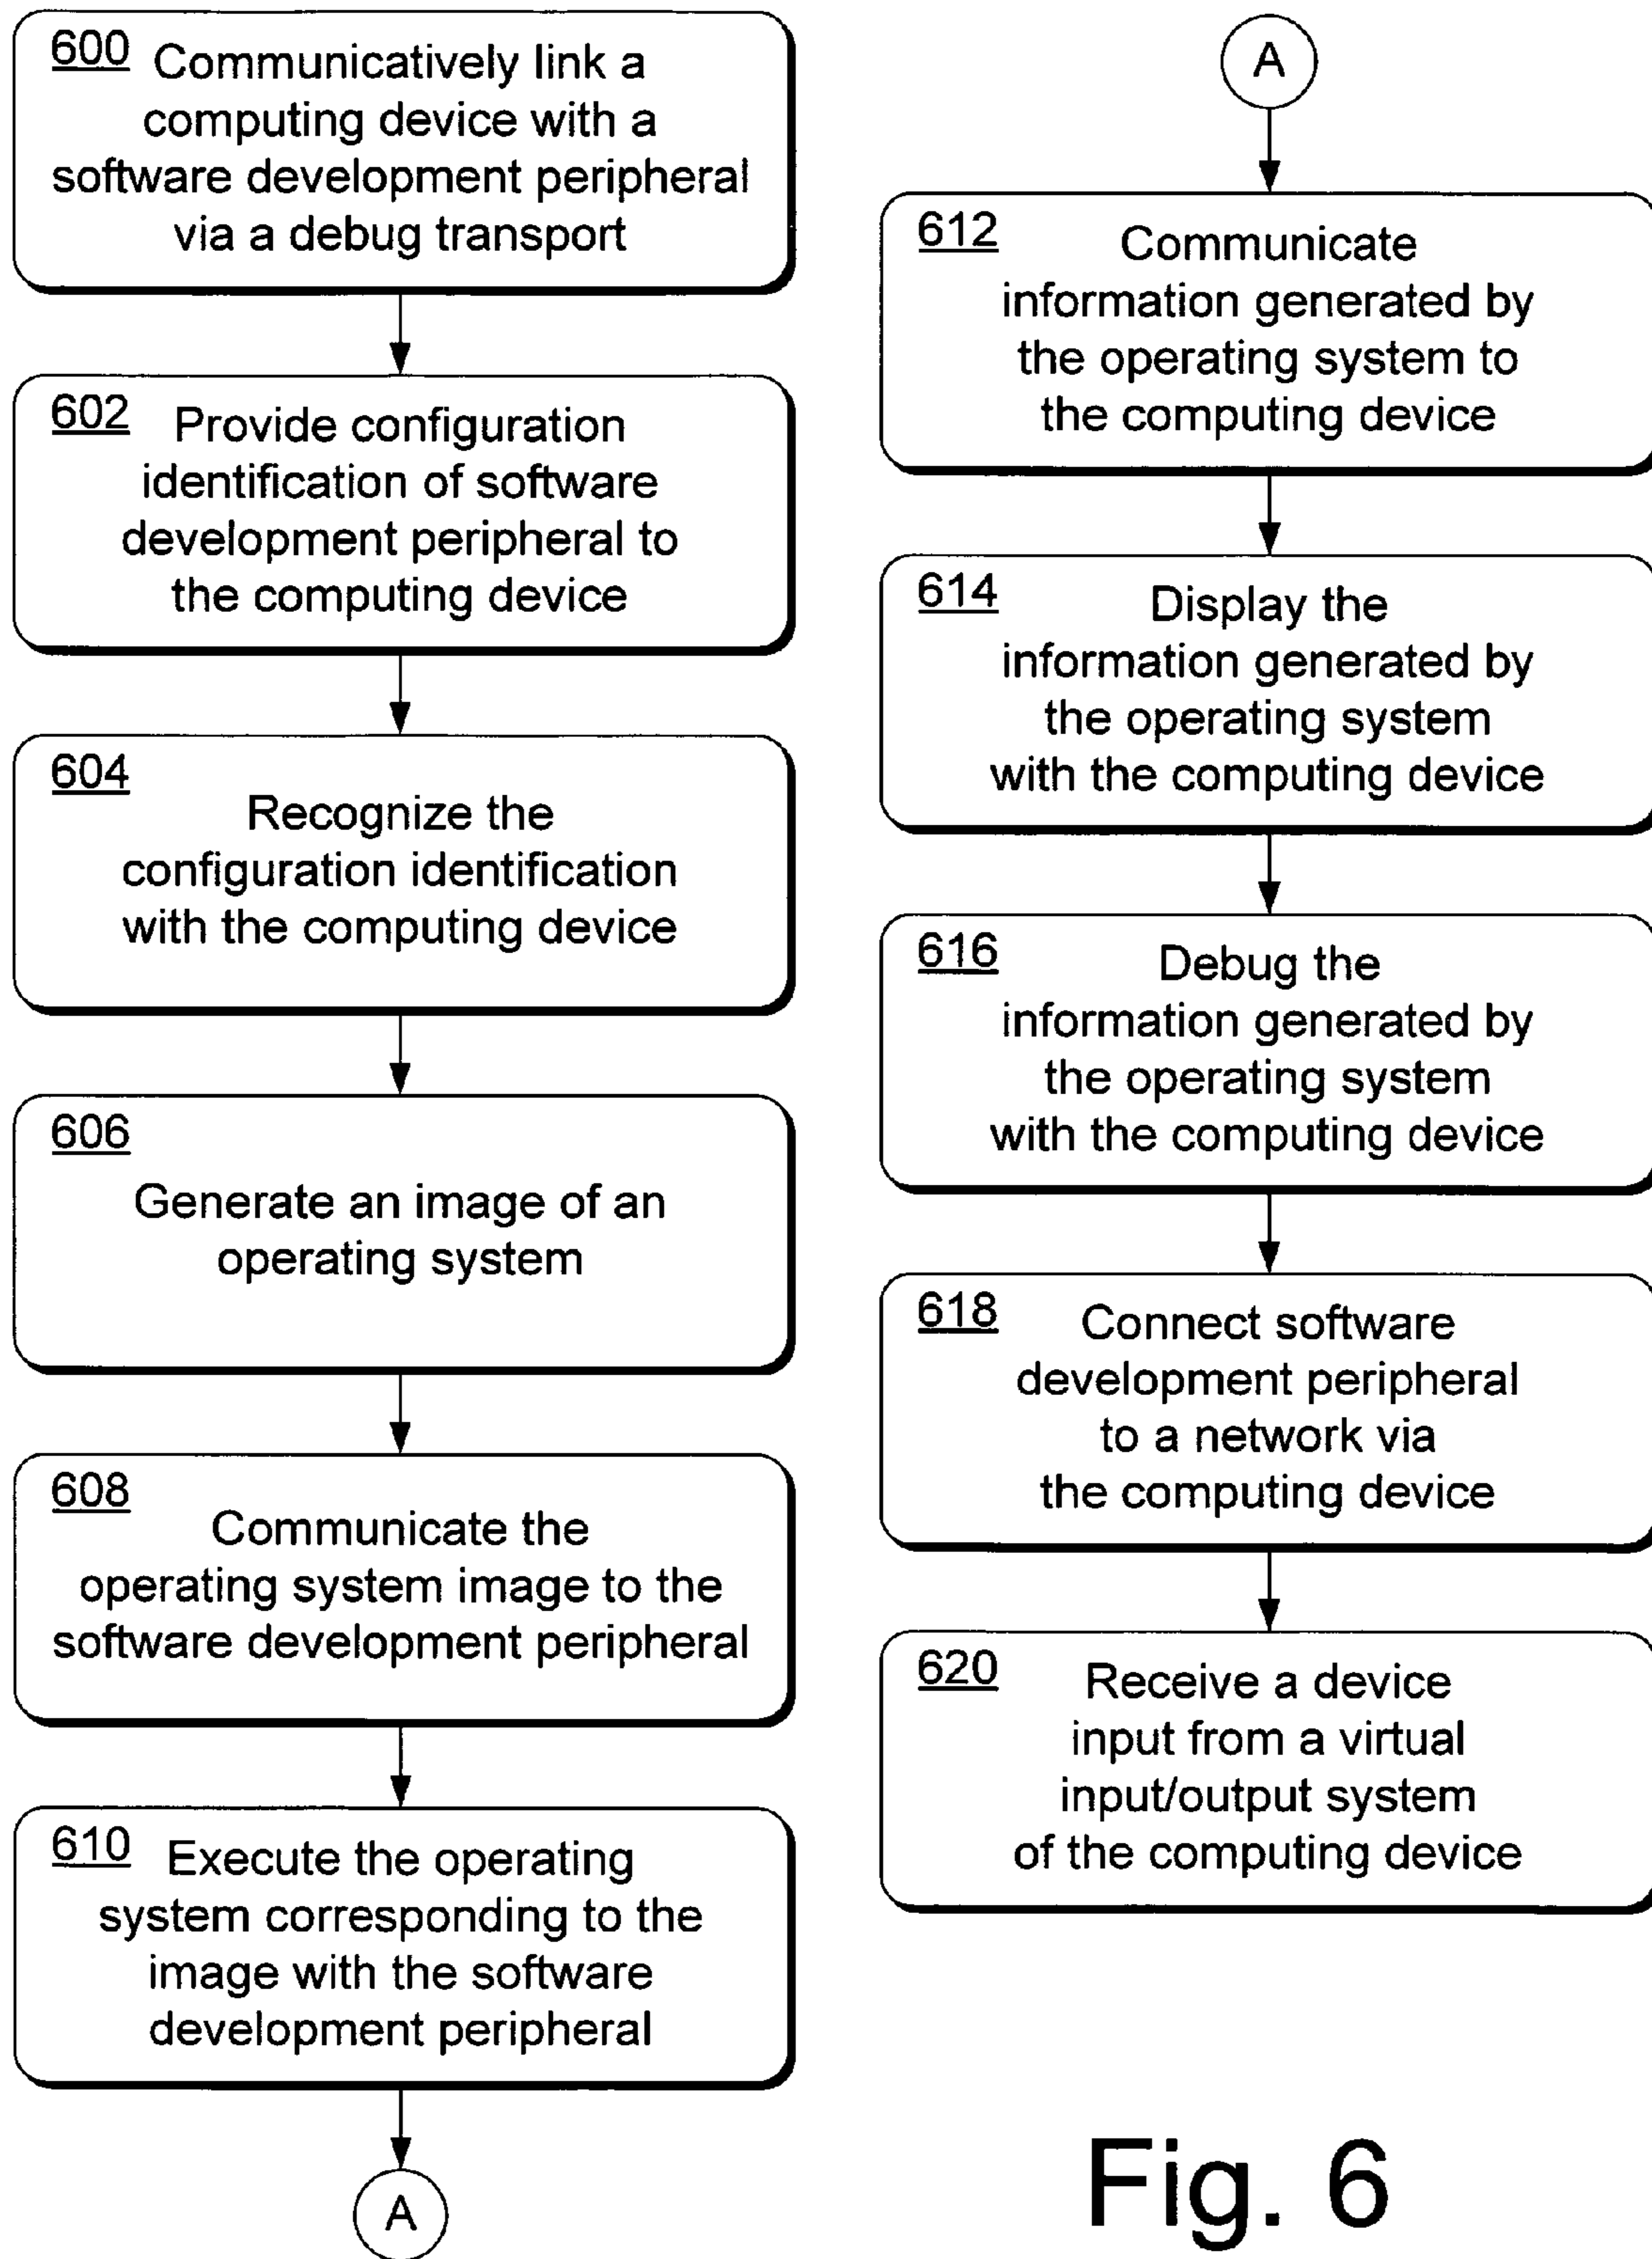 600 Communicatively link a
computing device with a
software development peripheral
via a debug transport
602 Provide configuration
identification of software
development peripheral to
the computing device
604
Recognize the
configuration identification
with the computing device
606
Generate an image of an
operating system
608
Communicate the
operating system image to the
software development peripheral
610 Execute the operating
system corresponding to the
image with the software
development peripheral
A
A
612 Communicate
information generated by
the operating system to
the computing device
614 Display the
information generated by
the operating system
with the computing device
616 Debug the
information generated by
the operating system
with the computing device
618 Connect software
development peripheral
to a network via
the computing device
620 Receive a device
input from a virtual
input/output system
of the computing device
Fig. 6